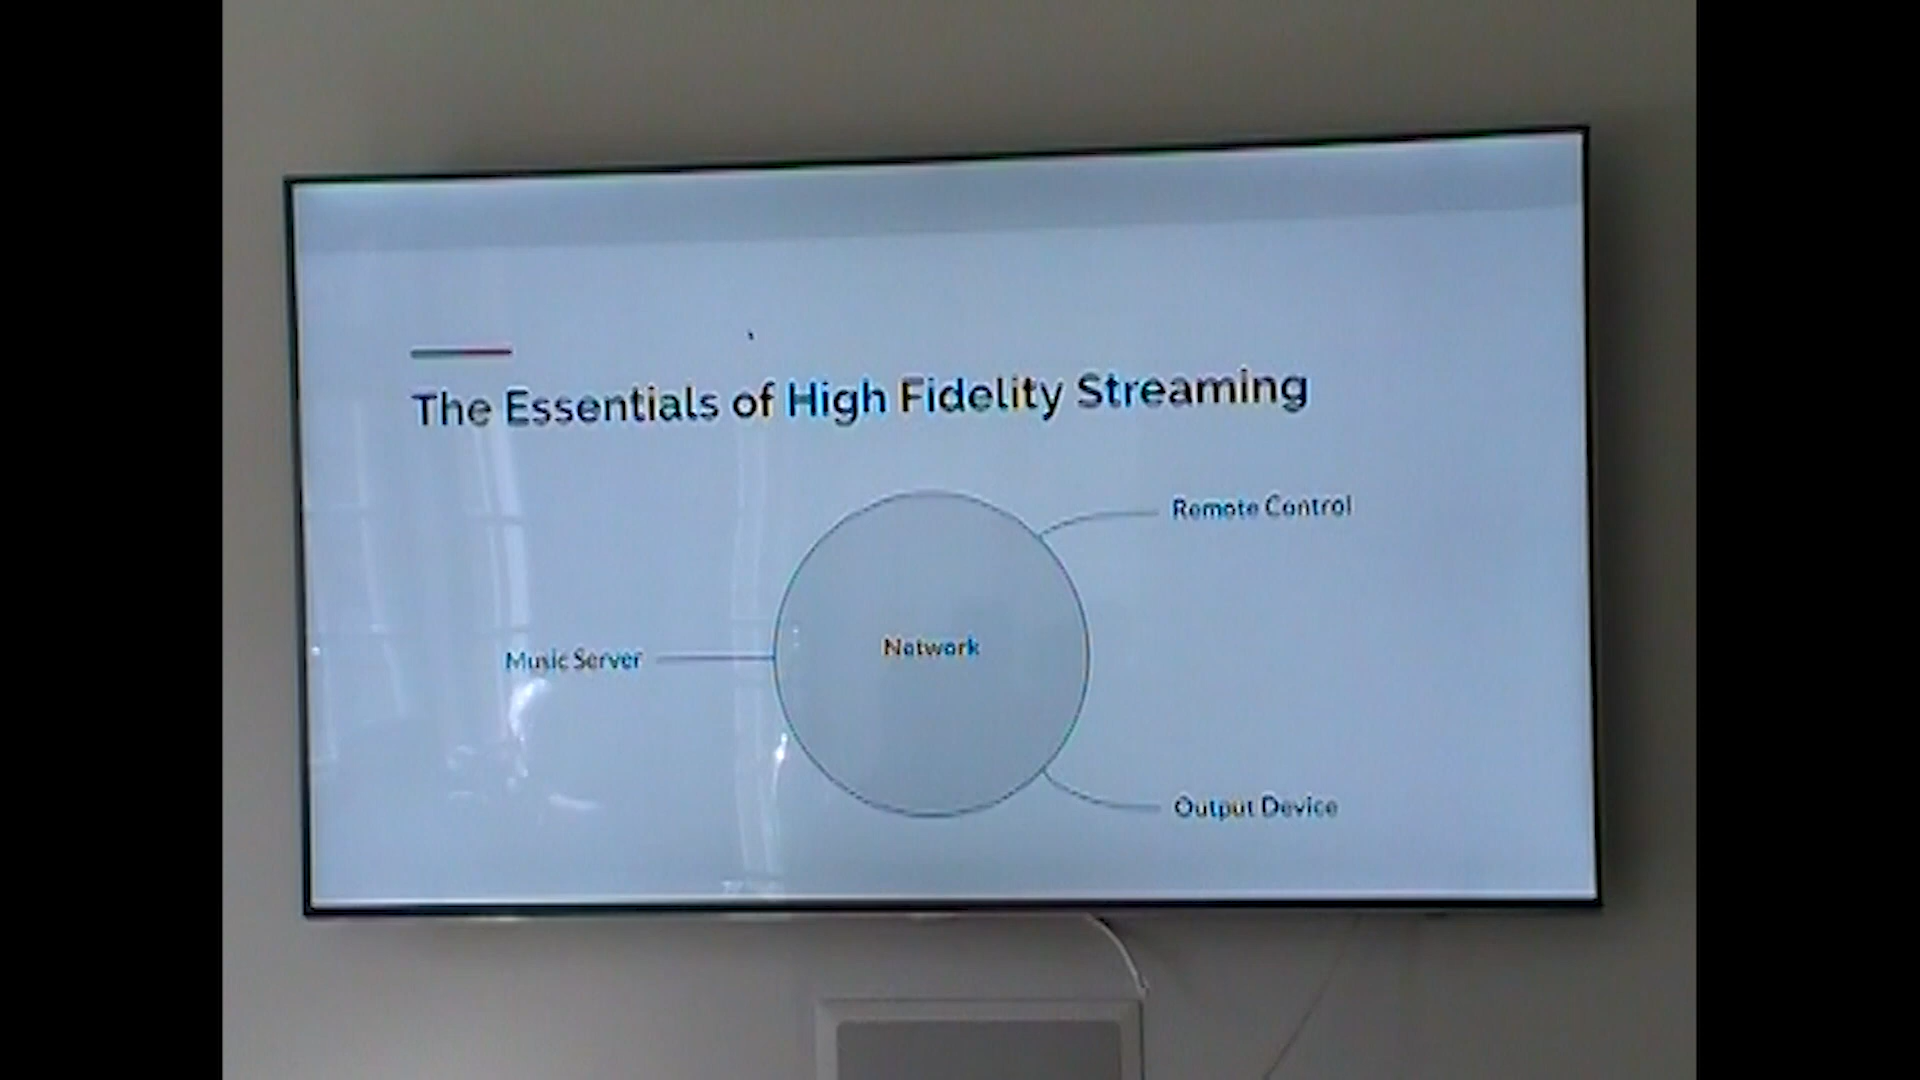 The Essentials of High Fidelity Streaming
Remote Control
Network
Music Server
Output Device